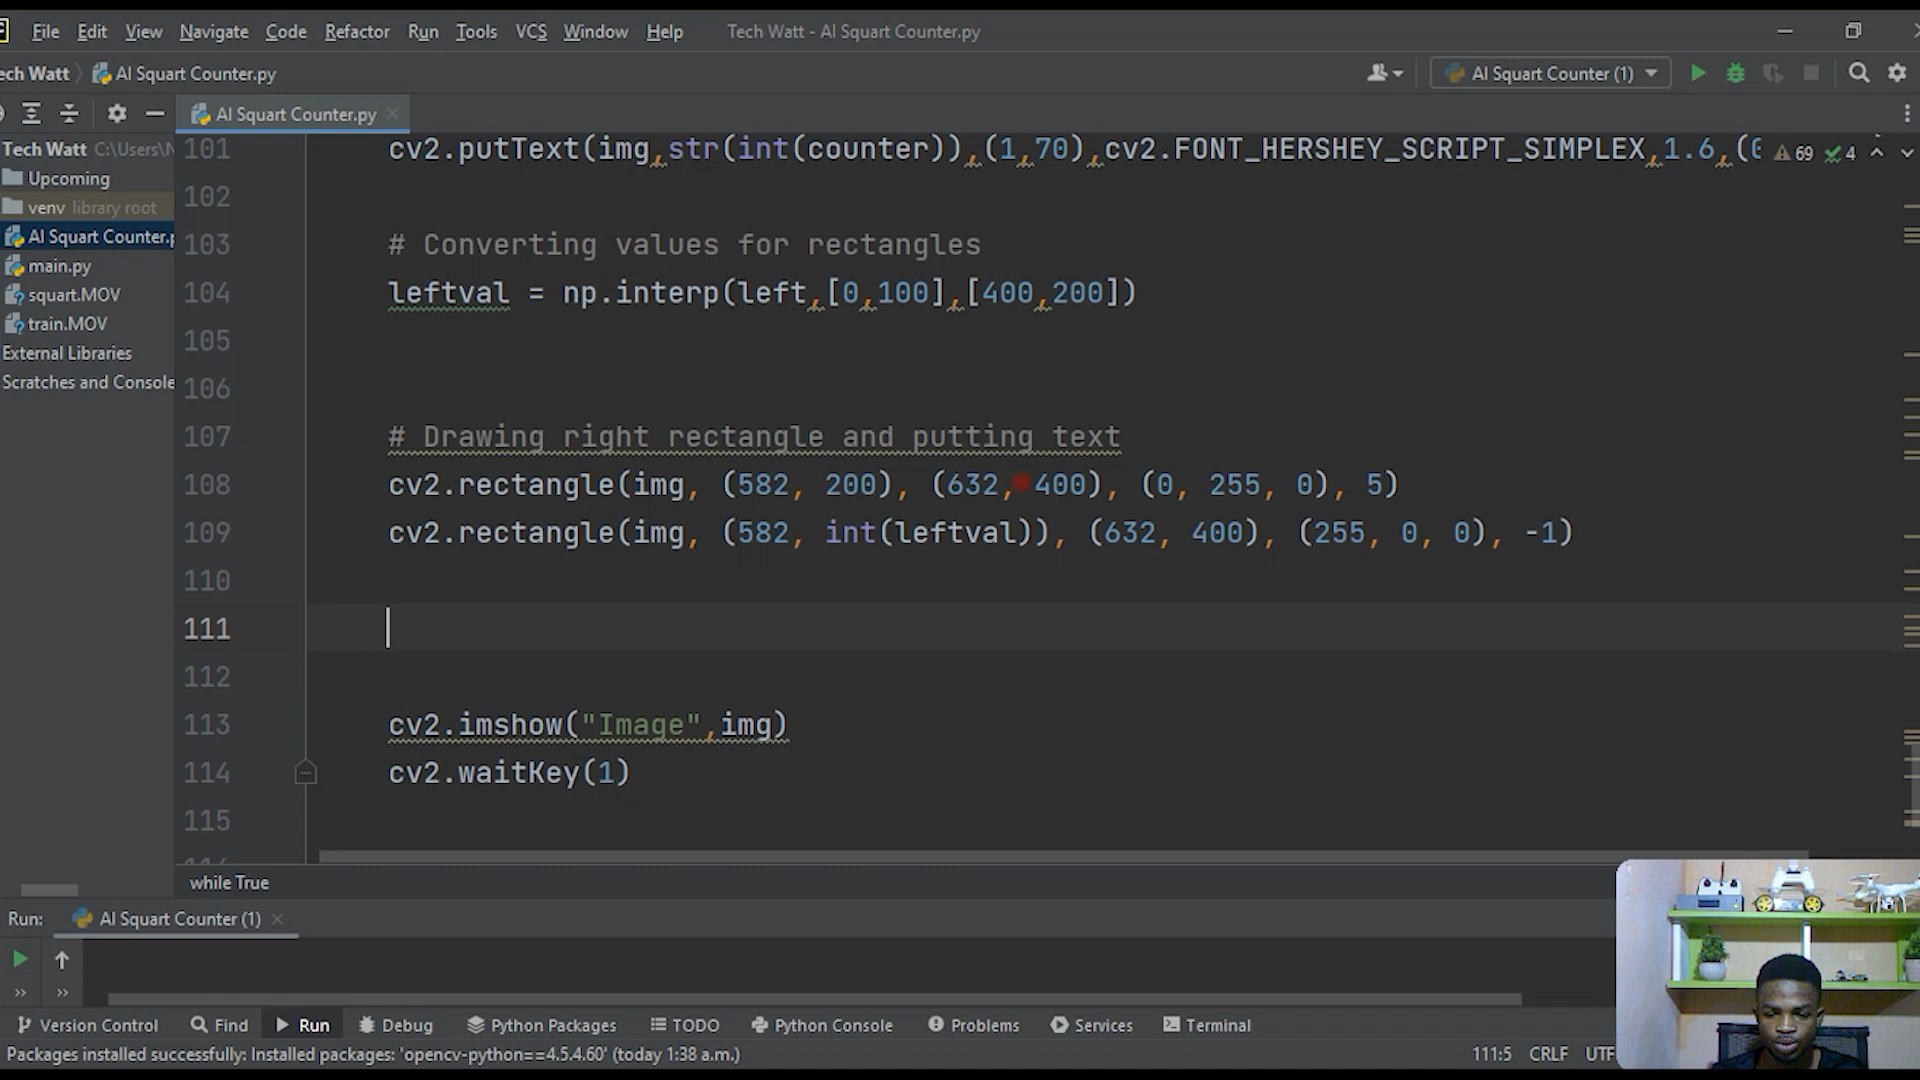 File Edit View Navigate Code Refactor Run Tools VCS Window Help Tech Watt - AI Squart Counter.py
ech Watt AI Squart Counter.py AI Squart Counter (1)
AI Squart Counter.py
Tech Watt C:\Users\N
Upcoming
venv library root
AI Squart Counter.p
main.py
squart.MOV
train.MOV
External Libraries
Scratches and Console
101 cv2.putText(img,str(int(counter)),(1,70),cv2.FONT_HERSHEY_SCRIPT_SIMPLEX,1.6,(0 69 4
102
103 # Converting values for rectangles
104 leftval = np.interp(left,[0,100],[400,200])
105
106
107 # Drawing right rectangle and putting text
108 cv2.rectangle(img, (582, 200), (632, 400), (0, 255, 0), 5)
109 cv2.rectangle(img, (582, int(leftval)), (632, 400), (255, 0, 0), -1)
110
111
112
113 cv2.imshow("Image",img)
114 cv2.waitKey(1)
115
while True
Run: AI Squart Counter (1)
Version Control Find Run Debug Python Packages TODO Python Console Problems Services Terminal
Packages installed successfully: Installed packages: 'opencv-python==4.5.4.60' (today 1:38 a.m.) 111:5 CRLF UTF